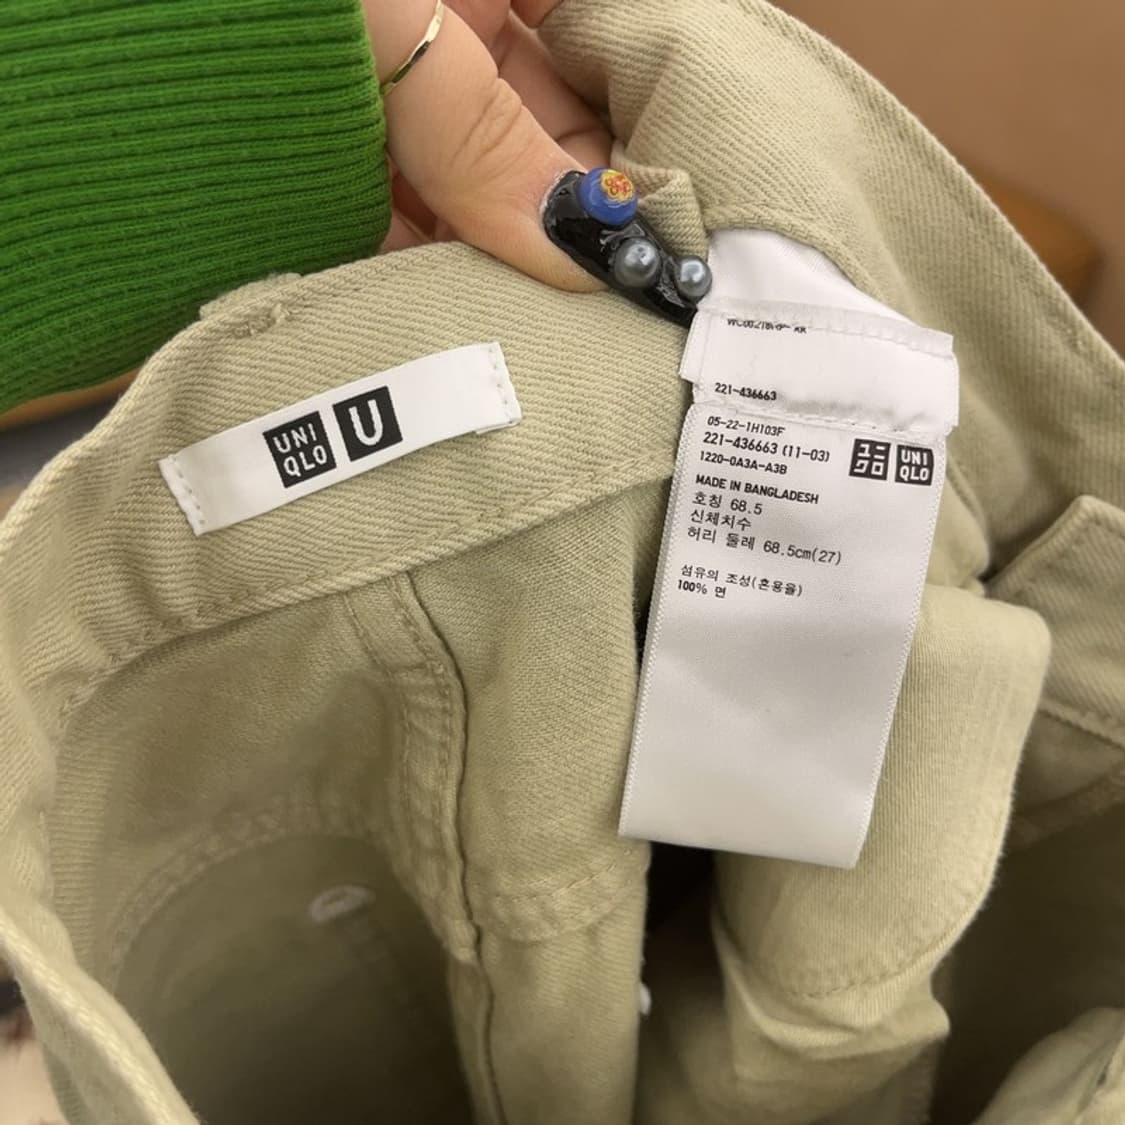 UNI
QLO
U
221-436663
05-22-1H103F
221-436663 (11-03)
1220-0A3A-A3B
ユニ
クロ
UNI
QLO
MADE IN BANGLADESH
호칭 68.5
신체치수
허리 둘레 68.5cm(27)
섬유의 조성(혼용율)
100% 면